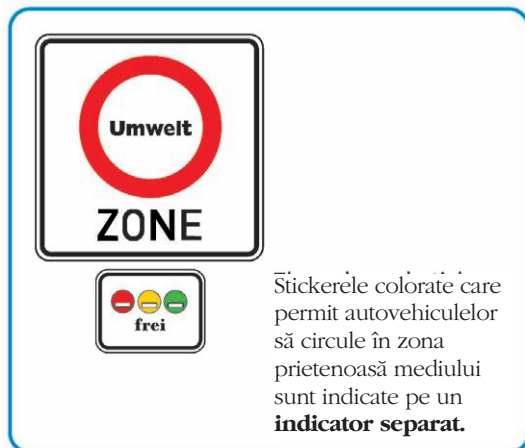 Umwelt
ZONE
frei
Stickerele colorate care
permit autovehiculelor
să circule în zona
prietenoasă mediului
sunt indicate pe un
indicator separat.